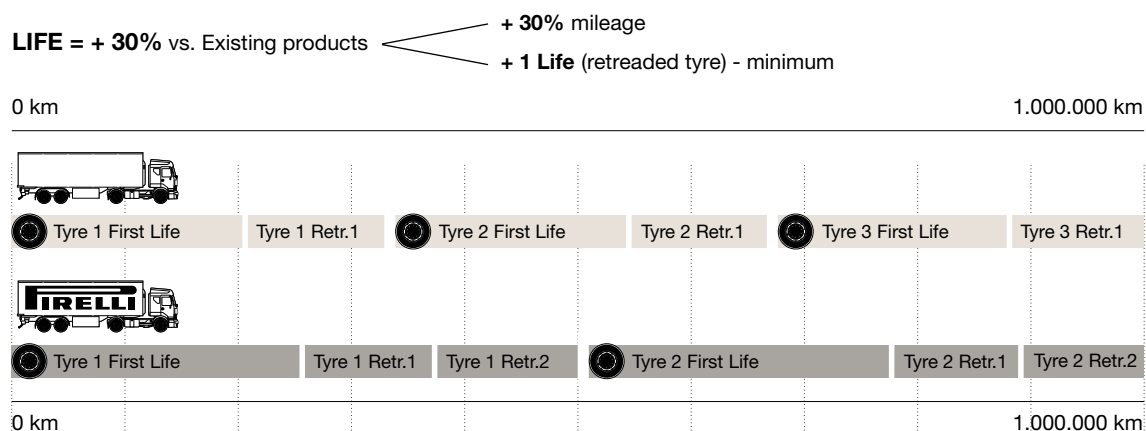 LIFE = + 30% vs. Existing products
+ 30% mileage
+ 1 Life (retreaded tyre) - minimum
0 km 1.000.000 km
Tyre 1 First Life Tyre 1 Retr.1 Tyre 2 First Life Tyre 2 Retr.1 Tyre 3 First Life Tyre 3 Retr.1
PIRELLI
Tyre 1 First Life Tyre 1 Retr.1 Tyre 1 Retr.2 Tyre 2 First Life Tyre 2 Retr.1 Tyre 2 Retr.2
0 km 1.000.000 km